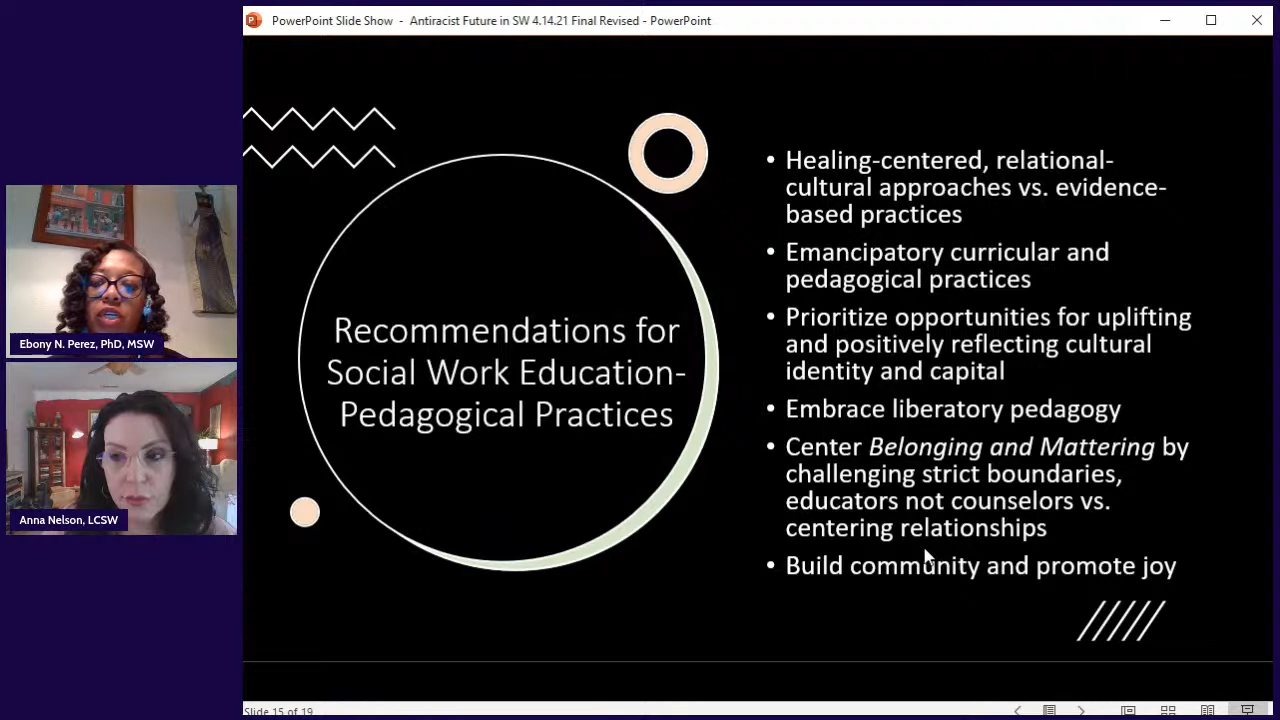 PowerPoint Slide Show - Antiracist Future in SW 4.14.21 Final Revised - PowerPoint
Ebony N. Perez, PhD, MSW
Anna Nelson, LCSW
Recommendations for
Social Work Education-
Pedagogical Practices
• Healing-centered, relational-
cultural approaches vs. evidence-
based practices
• Emancipatory curricular and
pedagogical practices
• Prioritize opportunities for uplifting
and positively reflecting cultural
identity and capital
• Embrace liberatory pedagogy
• Center Belonging and Mattering by
challenging strict boundaries,
educators not counselors vs.
centering relationships
• Build community and promote joy
Slide 15 of 19